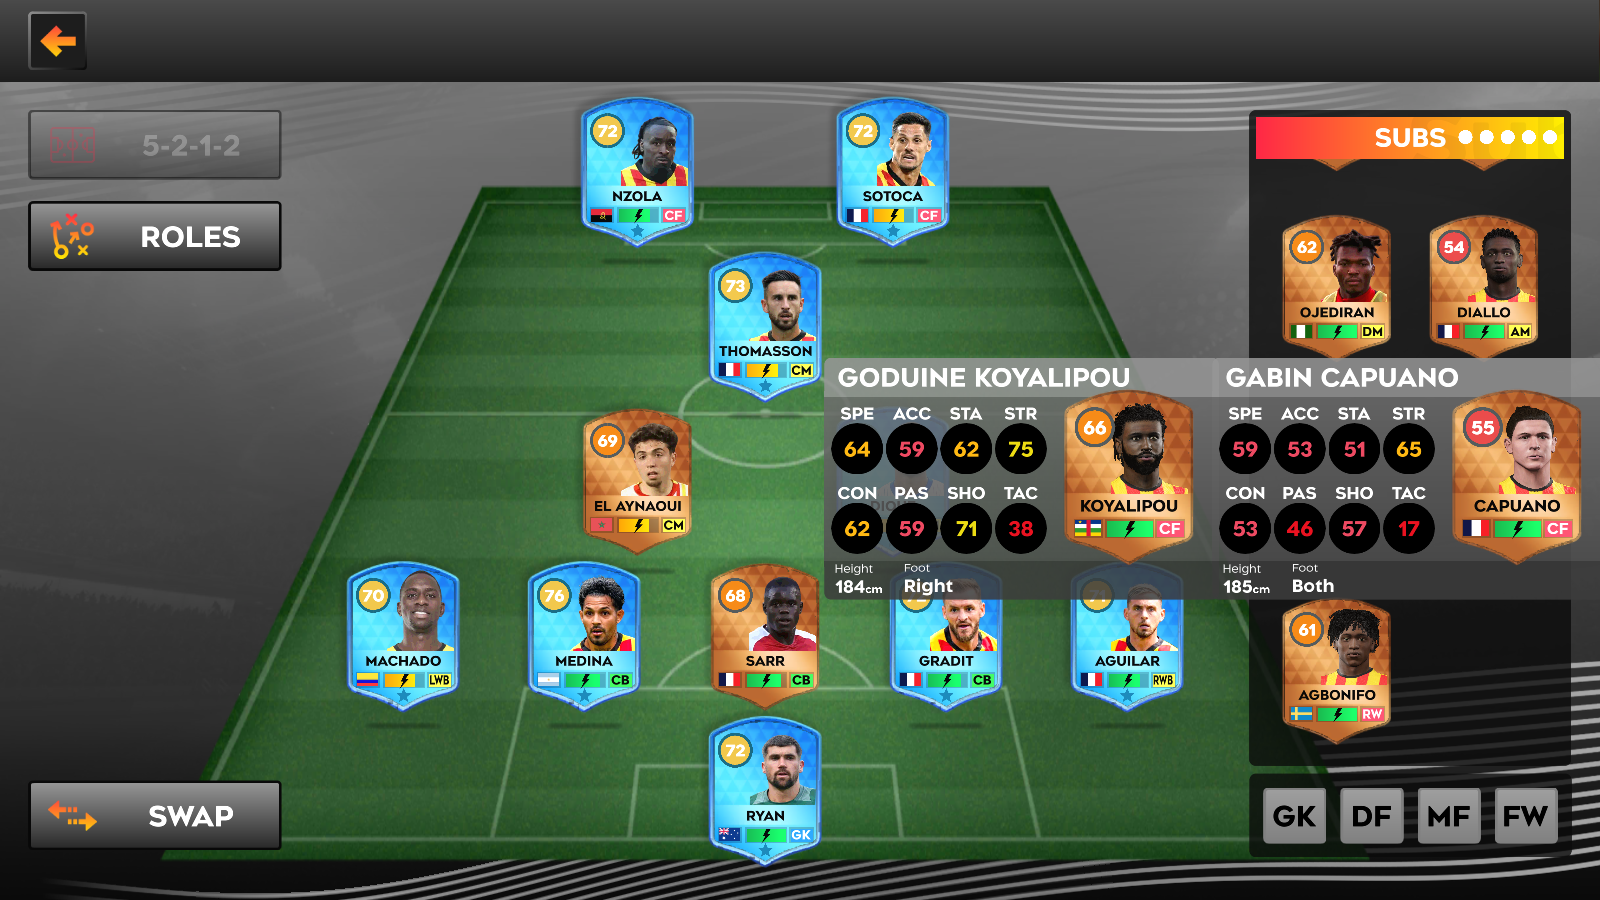 5-2-1-2
ROLES
SWAP
72
NZOLA
CF
72
SOTOCA
CF
73
THOMASSON
CM
69
EL AYNAOUI
CM
70
MACHADO
LWB
76
MEDINA
CB
68
SARR
CB
GRADIT
CB
AGUILAR
RWB
72
RYAN
GK
SUBS
62
OJEDIRAN
DM
54
DIALLO
AM
GODUINE KOYALIPOU
SPE ACC STA STR
64 59 62 75
CON PAS SHO TAC
62 59 71 38
Height Foot
184cm Right
66
KOYALIPOU
CF
GABIN CAPUANO
SPE ACC STA STR
59 53 51 65
CON PAS SHO TAC
53 46 57 17
Height Foot
185cm Both
55
CAPUANO
CF
61
AGBONIFO
RW
GK DF MF FW